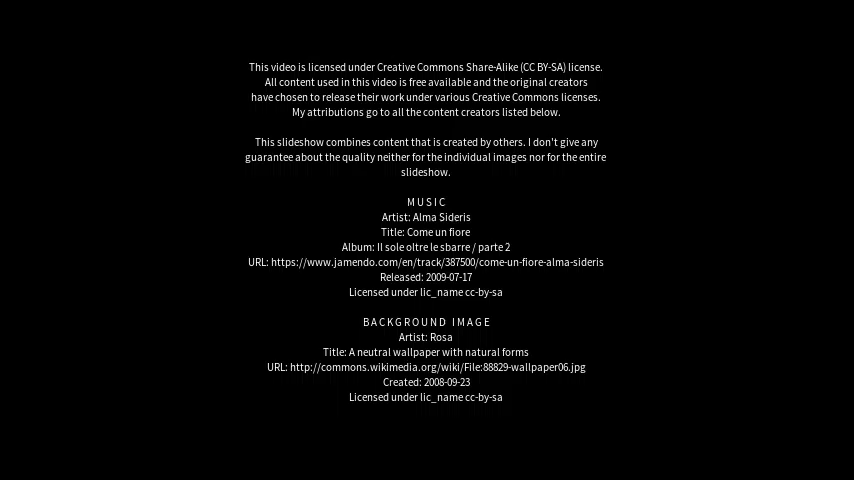 This video is licensed under Creative Commons Share-Alike (CC BY-SA) license.
All content used in this video is free available and the original creators
have chosen to release their work under various Creative Commons licenses.
My attributions go to all the content creators listed below.
This slideshow combines content that is created by others. I don't give any
guarantee about the quality neither for the individual images nor for the entire
slideshow.
MUSIC
Artist: Alma Sideris
Title: Come un fiore
Album: Il sole oltre le sbarre / parte 2
URL: https://www.jamendo.com/en/track/387500/come-un-fiore-alma-sideris
Released: 2009-07-17
Licensed under lic_name cc-by-sa
BACKGROUND IMAGE
Artist: Rosa
Title: A neutral wallpaper with natural forms
URL: http://commons.wikimedia.org/wiki/File:88829-wallpaper06.jpg
Created: 2008-09-23
Licensed under lic_name cc-by-sa